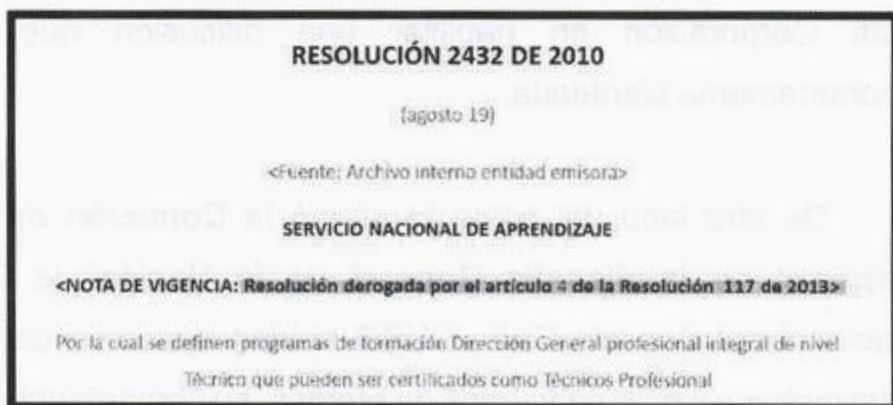 RESOLUCIÓN 2432 DE 2010
(agosto 19)
<Fuente: Archivo interno entidad emisora>
SERVICIO NACIONAL DE APRENDIZAJE
<NOTA DE VIGENCIA: Resolución derogada por el artículo 4 de la Resolución 117 de 2013>
Por la cual se definen programas de formación Dirección General profesional integral de nivel
Técnico que pueden ser certificados como Técnicos Profesional